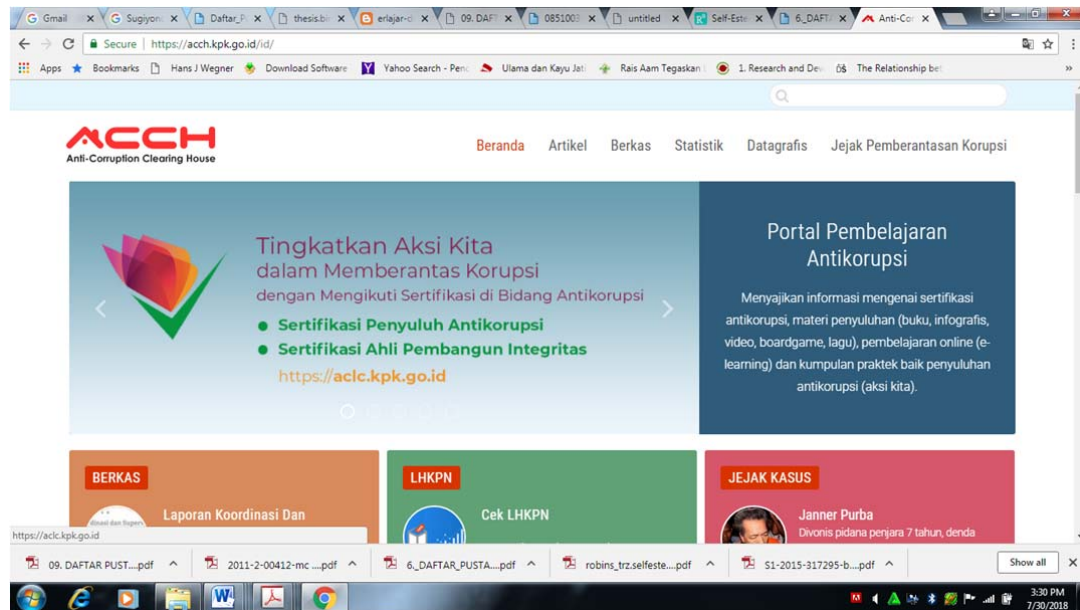 Gmail
Sugiyon
Daftar_P
thesis.bir
erlajar-d
09. DAFT
0851003
untitled
Self-Este
6._DAFTA
Anti-Cor
Secure | https://acch.kpk.go.id/id/
Apps Bookmarks Hans J Wegner Download Software Yahoo Search - Penc Ulama dan Kayu Jati Rais Aam Tegaskan 1. Research and Dev The Relationship bet
ACCH
Anti-Corruption Clearing House
Beranda Artikel Berkas Statistik Datagrafis Jejak Pemberantasan Korupsi
Tingkatkan Aksi Kita
dalam Memberantas Korupsi
dengan Mengikuti Sertifikasi di Bidang Antikorupsi
Sertifikasi Penyuluh Antikorupsi
Sertifikasi Ahli Pembangun Integritas
https://aclc.kpk.go.id
Portal Pembelajaran
Antikorupsi
Menyajikan informasi mengenai sertifikasi
antikorupsi, materi penyuluhan (buku, infografis,
video, boardgame, lagu), pembelajaran online (e-
learning) dan kumpulan praktek baik penyuluhan
antikorupsi (aksi kita).
BERKAS
Laporan Koordinasi Dan
LHKPN
Cek LHKPN
JEJAK KASUS
Janner Purba
Divonis pidana penjara 7 tahun, denda
https://aclc.kpk.go.id
09. DAFTAR PUST....pdf
2011-2-00412-mc ....pdf
6._DAFTAR_PUSTA....pdf
robins_trz.selfeste....pdf
S1-2015-317295-b....pdf
Show all
3:30 PM
7/30/2018